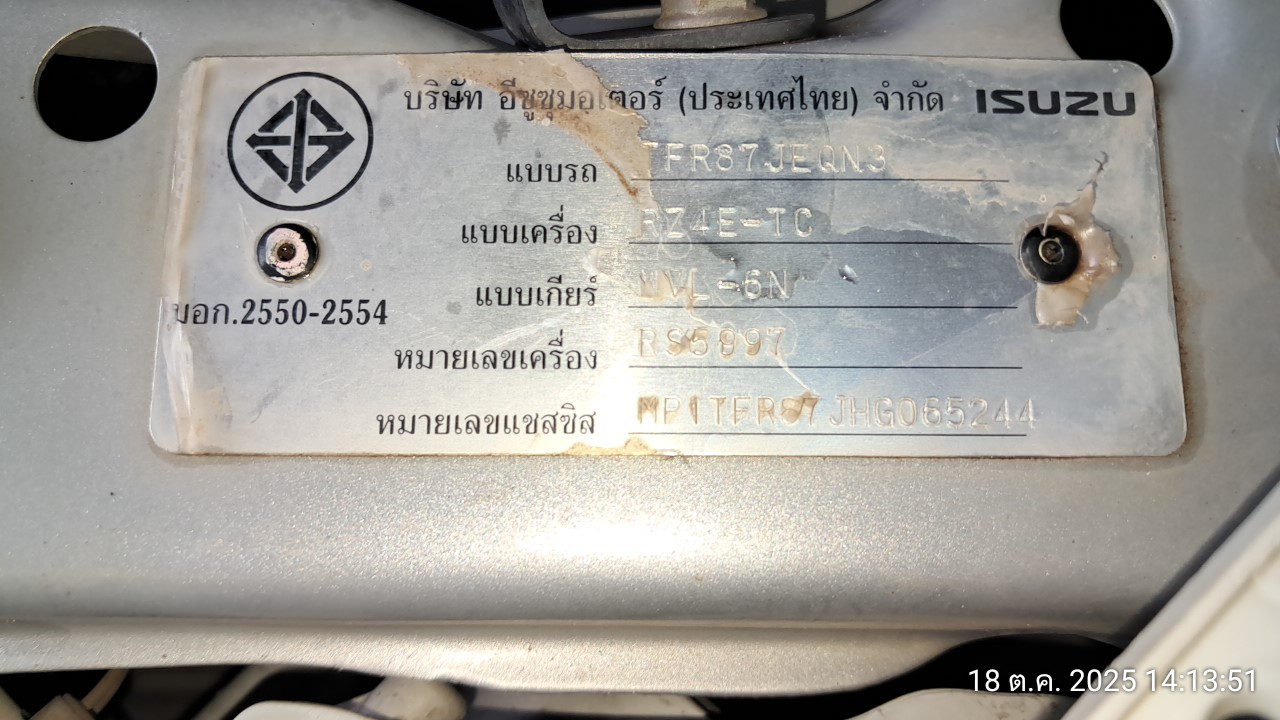 บริษัท อีซูซุมอเตอร์ (ประเทศไทย) จำกัด ISUZU
แบบรถ TFR87JEQN3
แบบเครื่อง RZ4E-TC
แบบเกียร์ MVL-6N
มอก.2550-2554
หมายเลขเครื่อง
หมายเลขแชสซิส MP1TFR87JHG065244
18 ต.ค. 2025 14:13:51